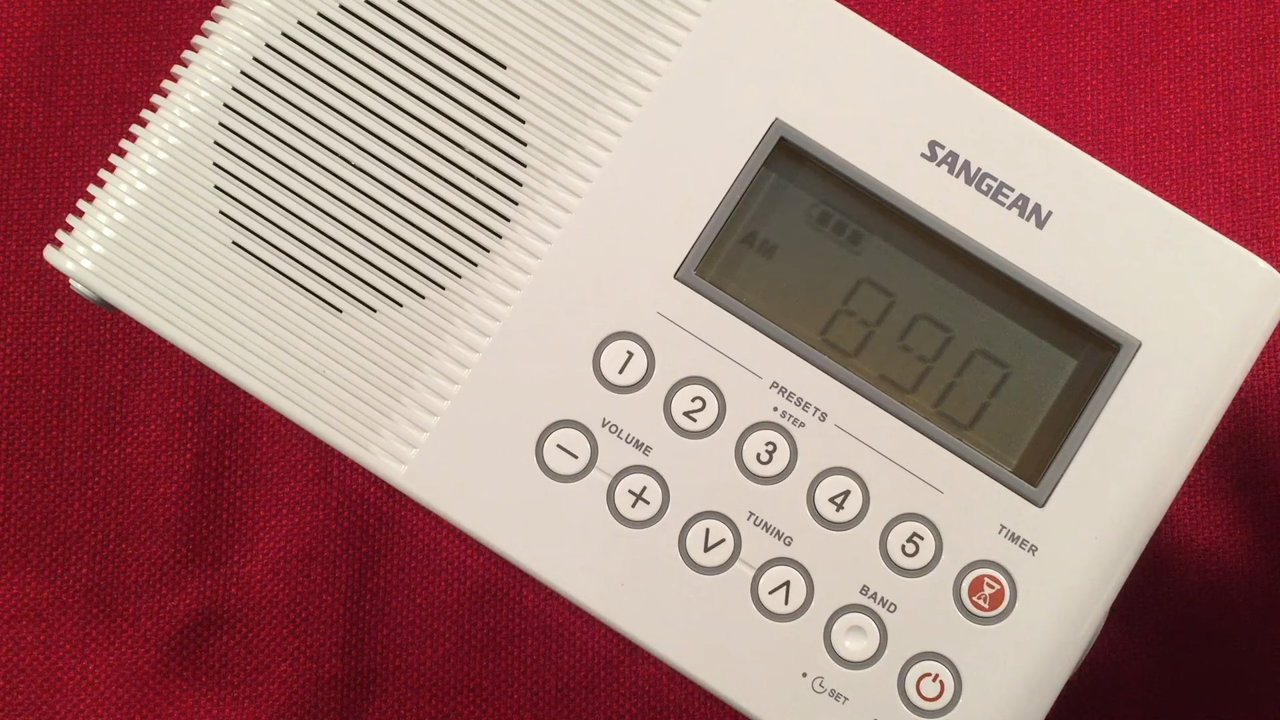 SANGEAN
AM
890
PRESETS
• STEP
1
2
3
4
5
VOLUME
−
+
TUNING
∨
∧
TIMER
BAND
• SET